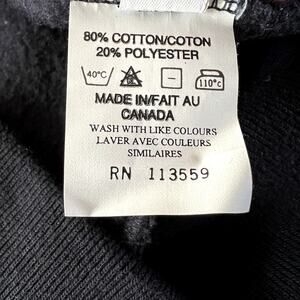 80% COTTON/COTON
20% POLYESTER
40°C 110°C
MADE IN/FAIT AU
CANADA
WASH WITH LIKE COLOURS
LAVER AVEC COULEURS
SIMILAIRES
RN 113559